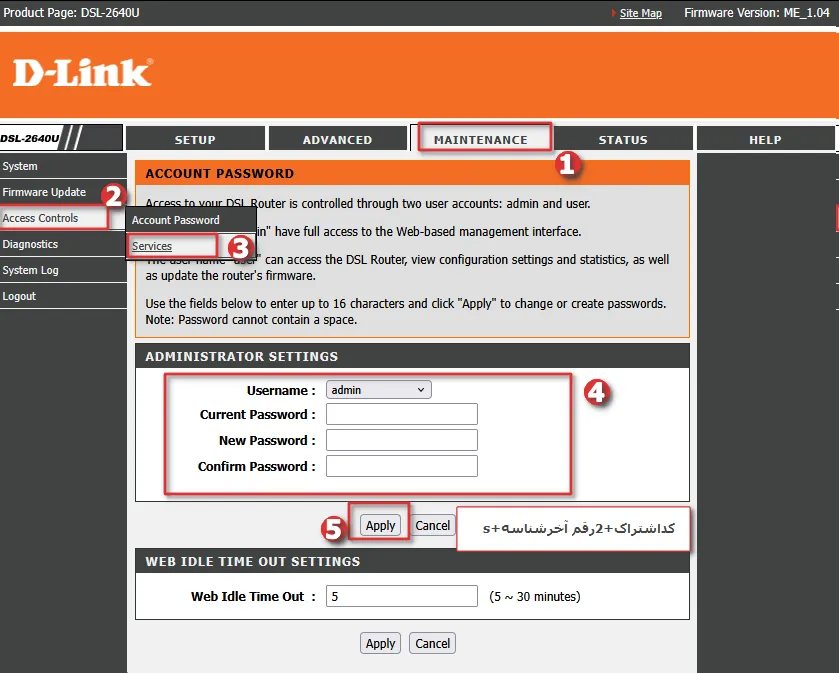 Product Page: DSL-2640U
Site Map
Firmware Version: ME_1.04
D-Link
DSL-2640U
SETUP
ADVANCED
MAINTENANCE
STATUS
HELP
1
System
Firmware Update
2
Access Controls
Diagnostics
System Log
Logout
Account Password
Services
3
ACCOUNT PASSWORD
Access to your DSL Router is controlled through two user accounts: admin and user.
" have full access to the Web-based management interface.
can access the DSL Router, view configuration settings and statistics, as well
as update the router's firmware.
Use the fields below to enter up to 16 characters and click "Apply" to change or create passwords.
Note: Password cannot contain a space.
ADMINISTRATOR SETTINGS
Username : admin
Current Password :
New Password :
Confirm Password :
4
5
Apply Cancel
کداشتراک+2رقم آخرشناسه+s
WEB IDLE TIME OUT SETTINGS
Web Idle Time Out : 5 (5 ~ 30 minutes)
Apply Cancel